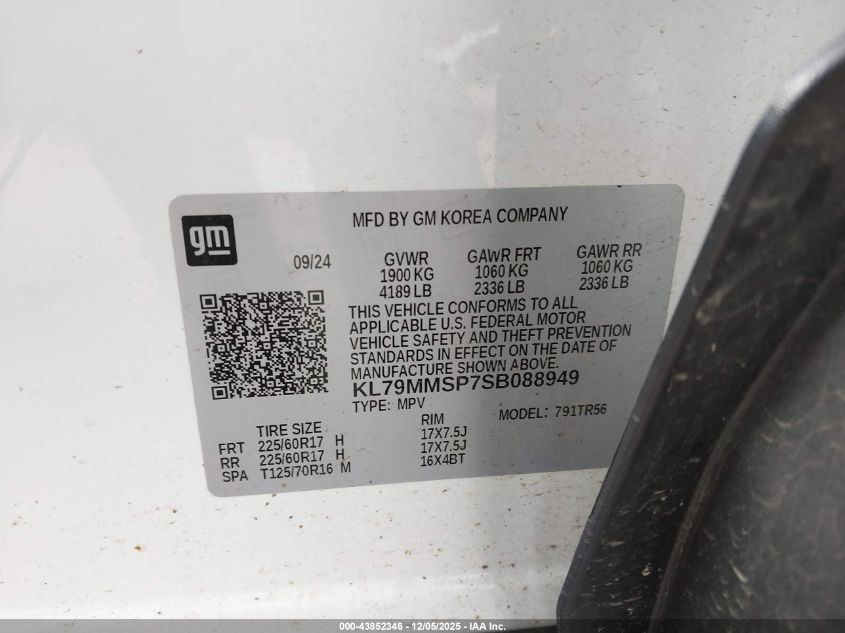 gm
MFD BY GM KOREA COMPANY
09/24
GVWR GAWR FRT GAWR RR
1900 KG 1060 KG 1060 KG
4189 LB 2336 LB 2336 LB
THIS VEHICLE CONFORMS TO ALL
APPLICABLE U.S. FEDERAL MOTOR
VEHICLE SAFETY AND THEFT PREVENTION
STANDARDS IN EFFECT ON THE DATE OF
MANUFACTURE SHOWN ABOVE.
KL79MMSP7SB088949
TYPE: MPV MODEL: 791TR56
TIRE SIZE RIM
FRT 225/60R17 H 17X7.5J
RR 225/60R17 H 17X7.5J
SPA T125/70R16 M 16X4BT
000-43852346 - 12/05/2025 - IAA Inc.